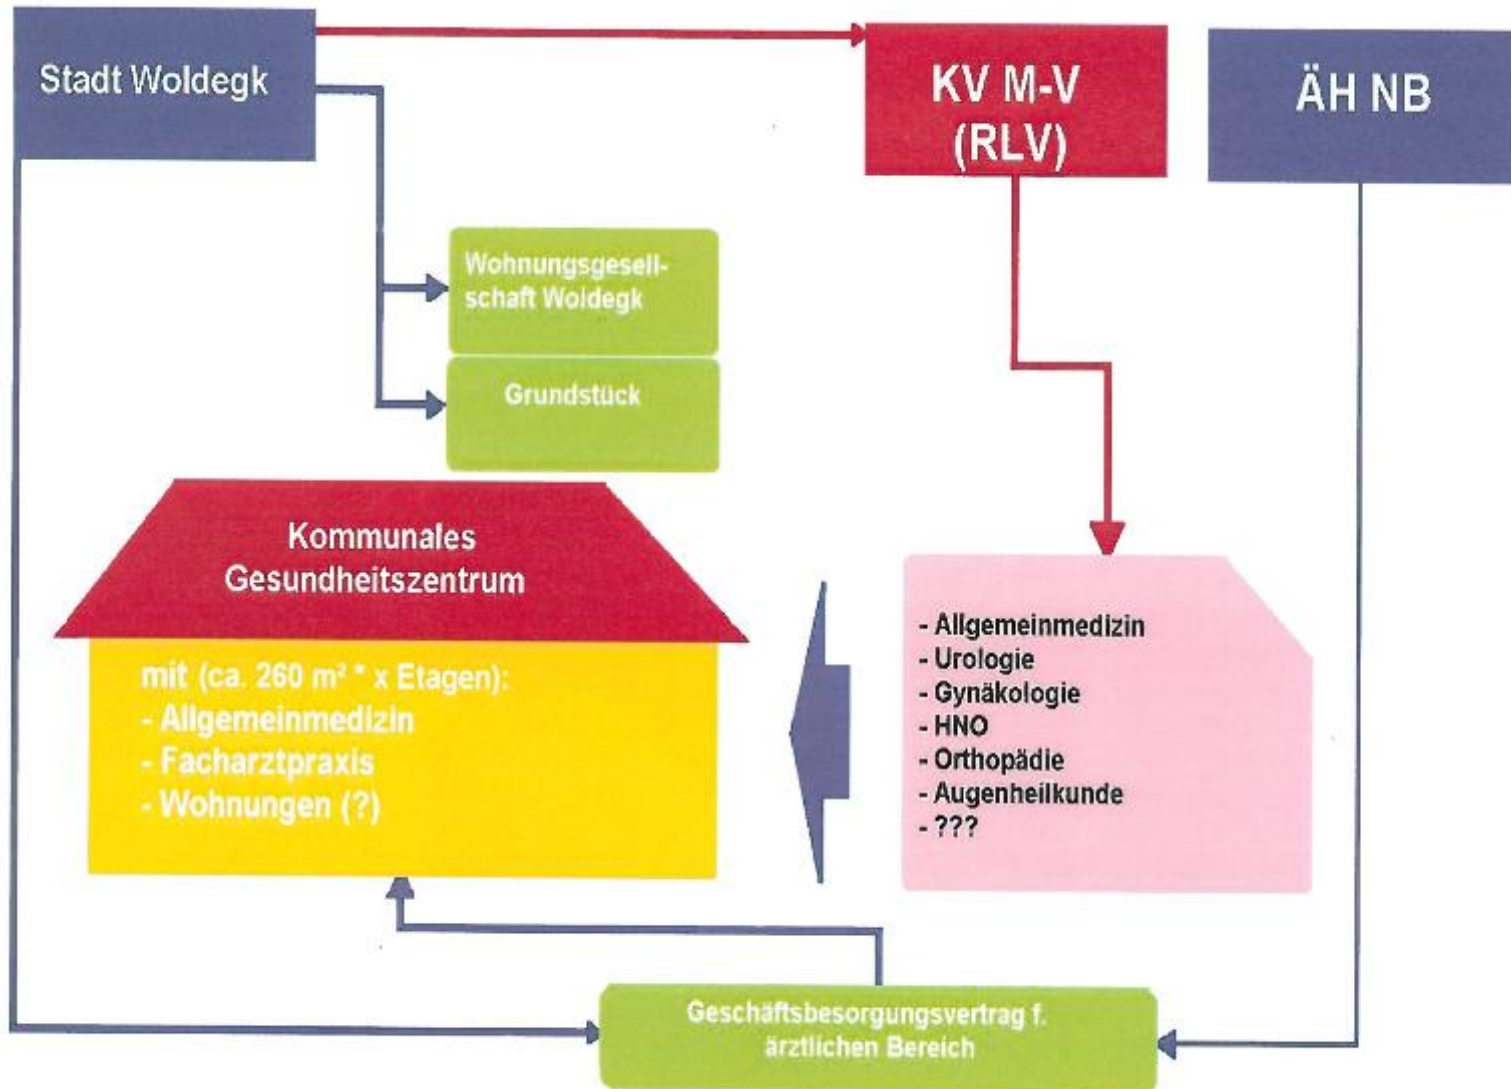 Stadt Woldegk
KV M-V
(RLV)
ÄH NB
Wohnungsgesell-
schaft Woldegk
Grundstück
Kommunales
Gesundheitszentrum
mit (ca. 260 m² * x Etagen):
- Allgemeinmedizin
- Facharztpraxis
- Wohnungen (?)
- Allgemeinmedizin
- Urologie
- Gynäkologie
- HNO
- Orthopädie
- Augenheilkunde
- ???
Geschäftsbesorgungsvertrag f.
ärztlichen Bereich